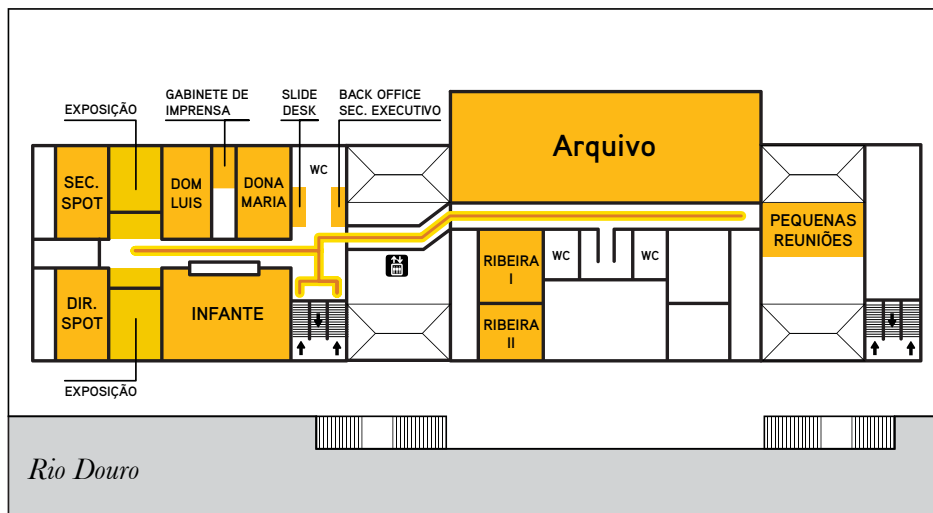 GABINETE DE
IMPRENSA
SLIDE
DESK
BACK OFFICE
SEC. EXECUTIVO
EXPOSIÇÃO
Arquivo
WC
SEC.
SPOT
DOM
LUIS
DONA
MARIA
PEQUENAS
REUNIÕES
RIBEIRA
I
WC
WC
DIR.
SPOT
INFANTE
RIBEIRA
II
EXPOSIÇÃO
Rio Douro